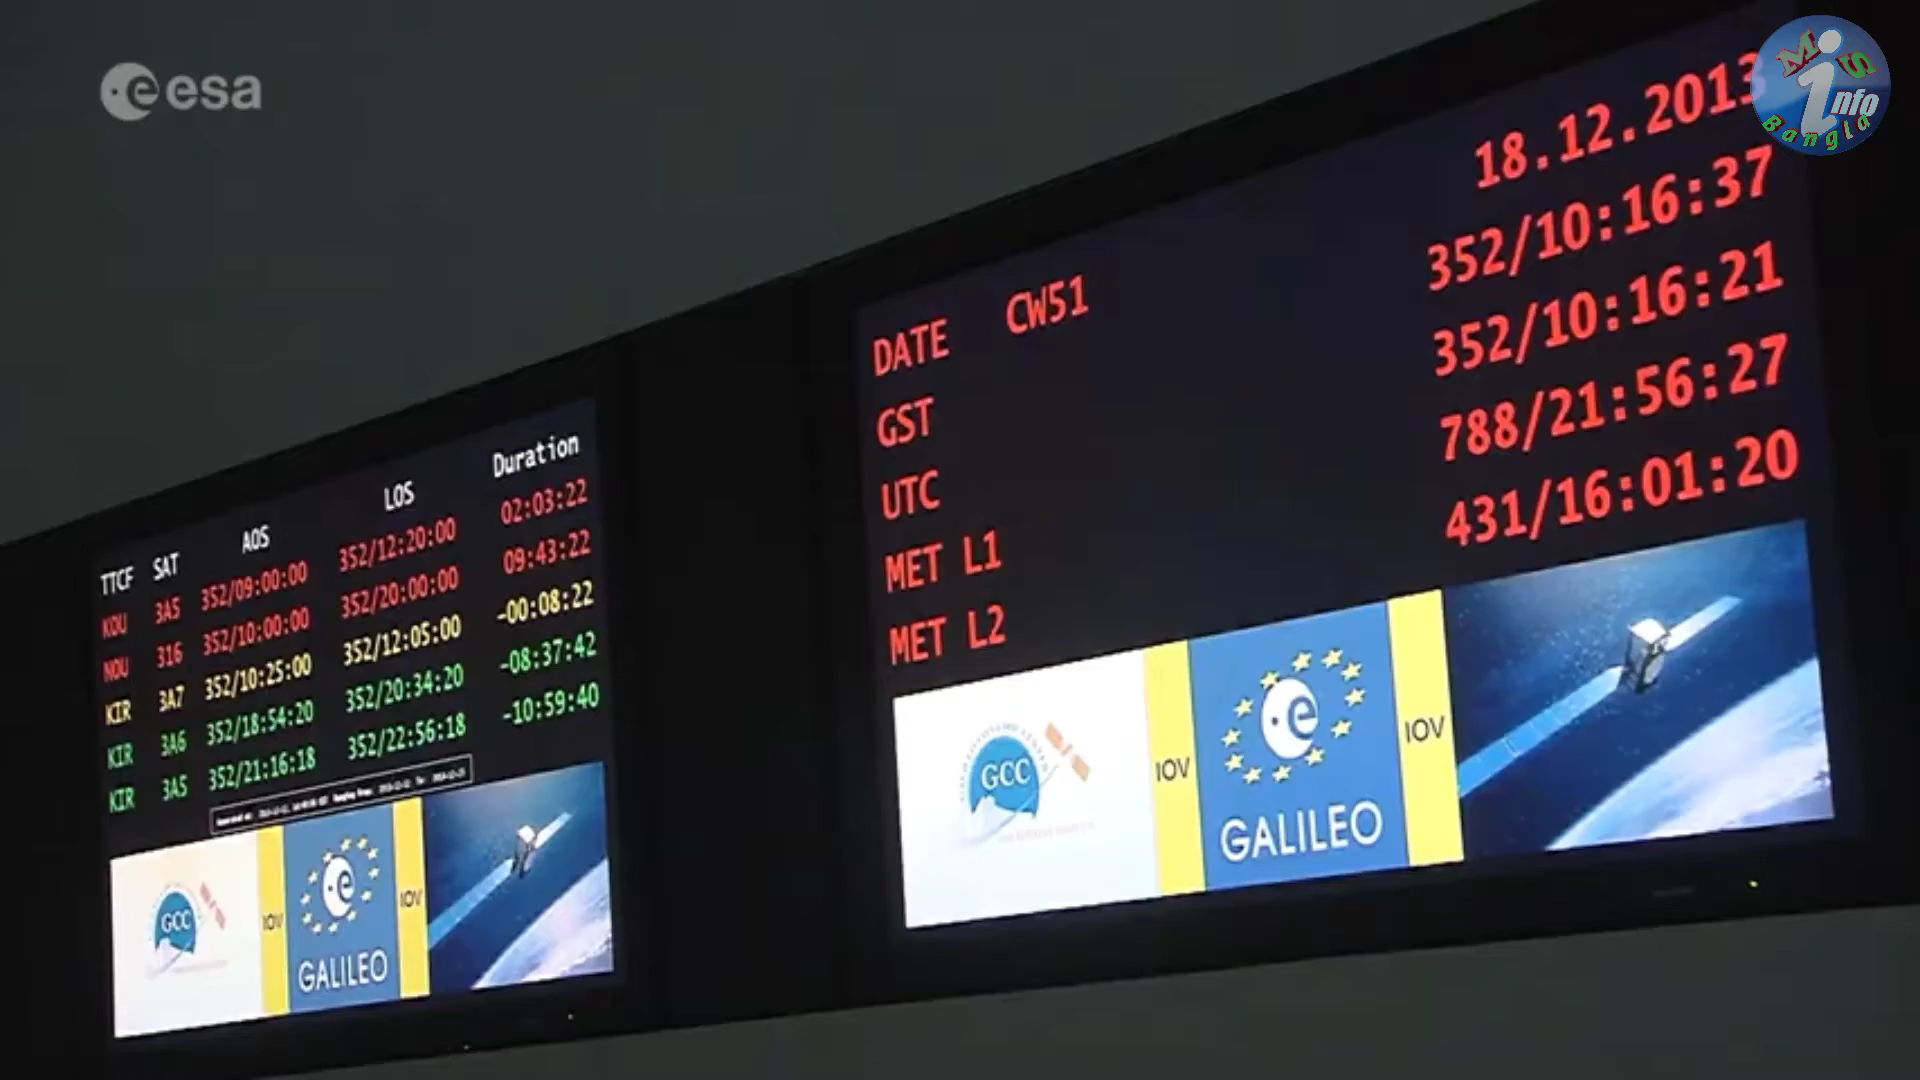 esa
MS info Bangla
TTCF SAT AOS LOS Duration
KOU 3A5 352/09:00:00 352/12:20:00 02:03:22
NOU 316 352/10:00:00 352/20:00:00 09:43:22
KIR 3A7 352/10:25:00 352/12:05:00 -00:08:22
KIR 3A6 352/18:54:20 352/20:34:20 -08:37:42
KIR 3A5 352/21:16:18 352/22:56:18 -10:59:40
GCC IOV GALILEO IOV
DATE CW51 18.12.2013
GST 352/10:16:37
UTC 352/10:16:21
MET L1 788/21:56:27
MET L2 431/16:01:20
GCC IOV GALILEO IOV